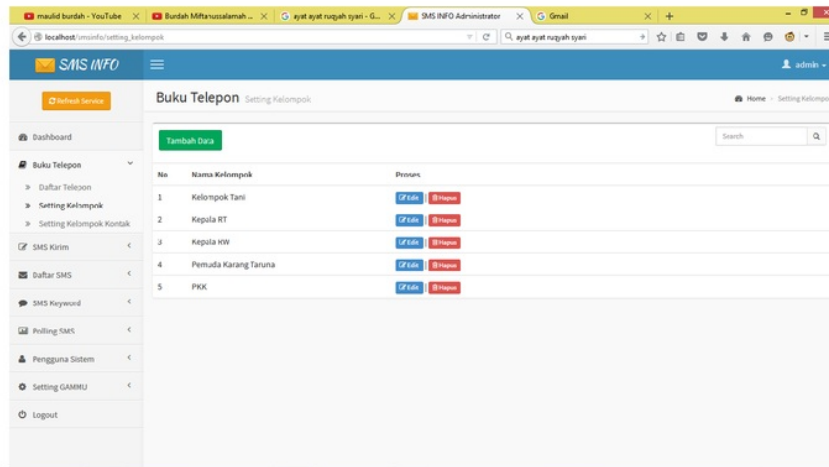 maulid burdah - YouTube
Burdah Miftahussalamah ...
ayat ayat ruqyah syari - G...
SMS INFO Administrator
Gmail
localhost/smsinfo/setting_kelompok
ayat ayat ruqyah syari
SMS INFO
admin
Refresh Service
Buku Telepon Setting Kelompok
Home > Setting Kelompo
Dashboard
Tambah Data
Search
Buku Telepon
Daftar Telepon
Setting Kelompok
Setting Kelompok Kontak
SMS Kirim
Daftar SMS
SMS Keyword
Polling SMS
Pengguna Sistem
Setting GAMMU
Logout
No Nama Kelompok Proses
1 Kelompok Tani Edit | Hapus
2 Kepala RT Edit | Hapus
3 Kepala RW Edit | Hapus
4 Pemuda Karang Taruna Edit | Hapus
5 PKK Edit | Hapus